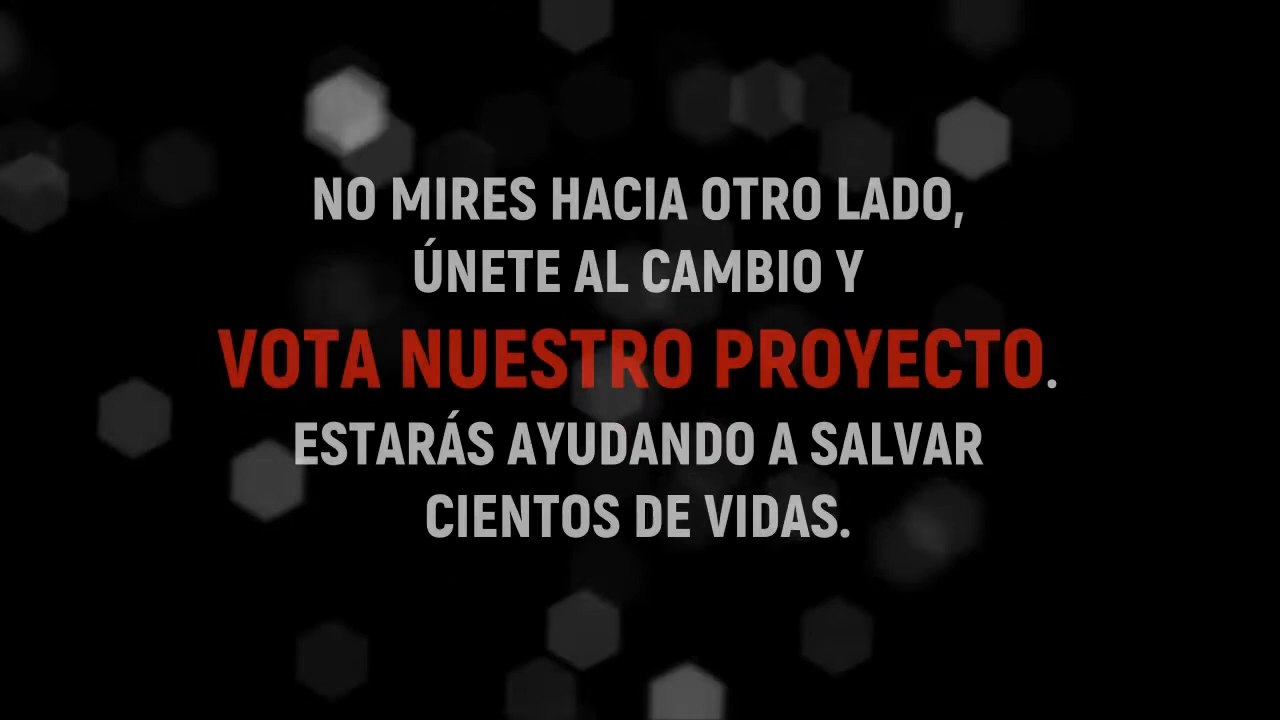 NO MIRES HACIA OTRO LADO,
ÚNETE AL CAMBIO Y
VOTA NUESTRO PROYECTO.
ESTARÁS AYUDANDO A SALVAR
CIENTOS DE VIDAS.